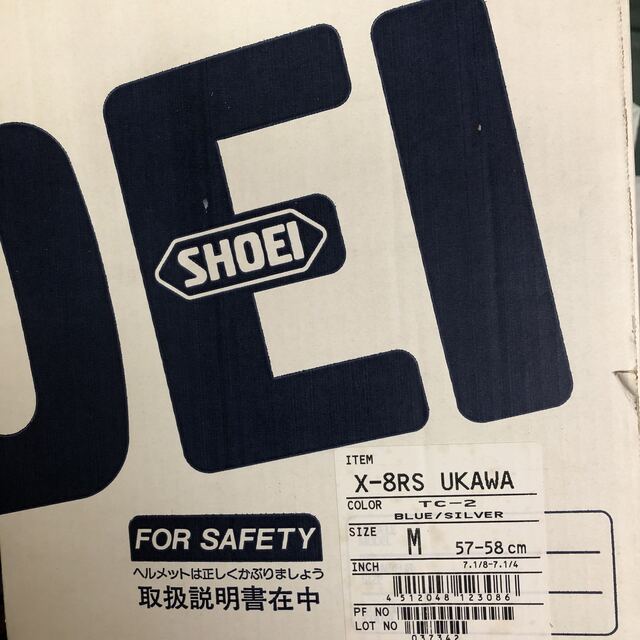 OEI
SHOEI
ITEM
X-8RS UKAWA
COLOR TC-2
BLUE/SILVER
SIZE M 57-58cm
INCH 7.1/8-7.1/4
4 512048 123086
PF NO
LOT NO
FOR SAFETY
ヘルメットは正しくかぶりましょう
取扱説明書在中